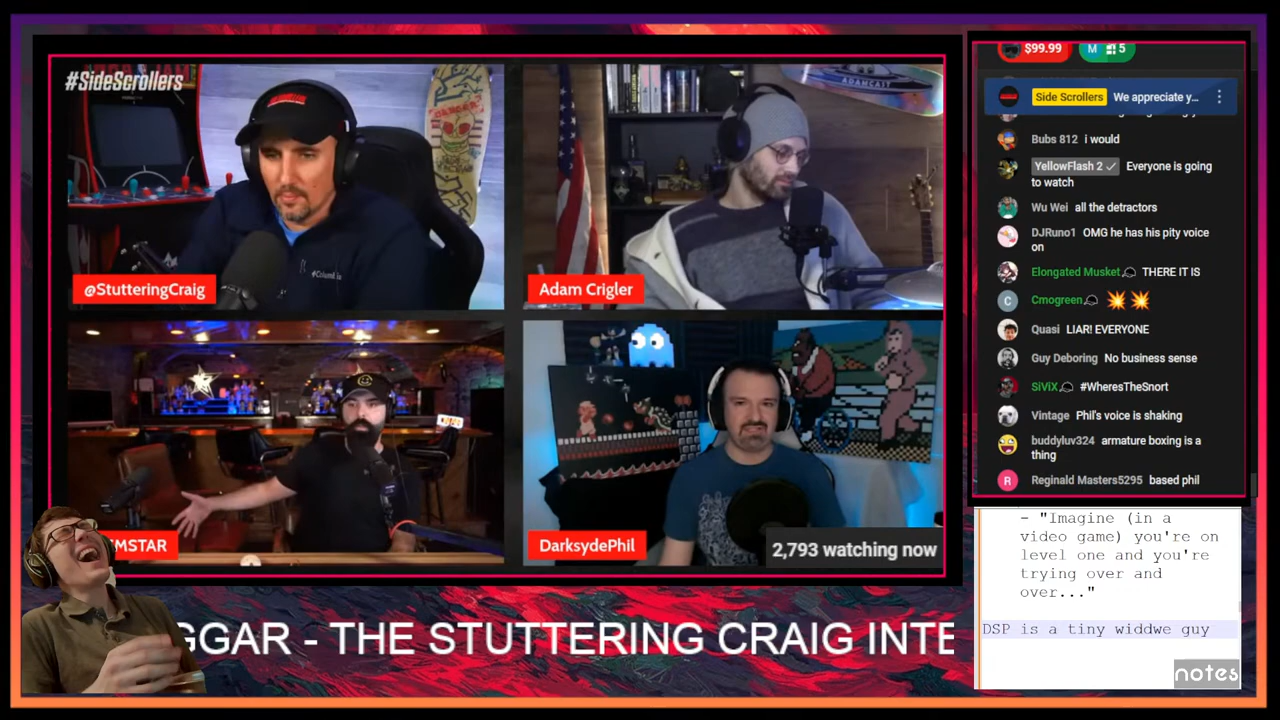 #SideScrollers
@StutteringCraig
ADAMCAST
Adam Crigler
MSTAR
DarksydePhil
2,793 watching now
GGAR - THE STUTTERING CRAIG INTE
$99.99
M 5
Side Scrollers We appreciate y...
Bubs 812 i would
YellowFlash 2 ✓ Everyone is going
to watch
Wu Wei all the detractors
DJRuno1 OMG he has his pity voice
on
Elongated Musket THERE IT IS
C Cmogreen 💥 💥
Quasi LIAR! EVERYONE
Guy Deboring No business sense
SiViX #WheresTheSnort
Vintage Phil's voice is shaking
buddyluv324 armature boxing is a
thing
R Reginald Masters5295 based phil
- "Imagine (in a
video game) you're on
level one and you're
trying over and
over..."
DSP is a tiny widdwe guy
notes